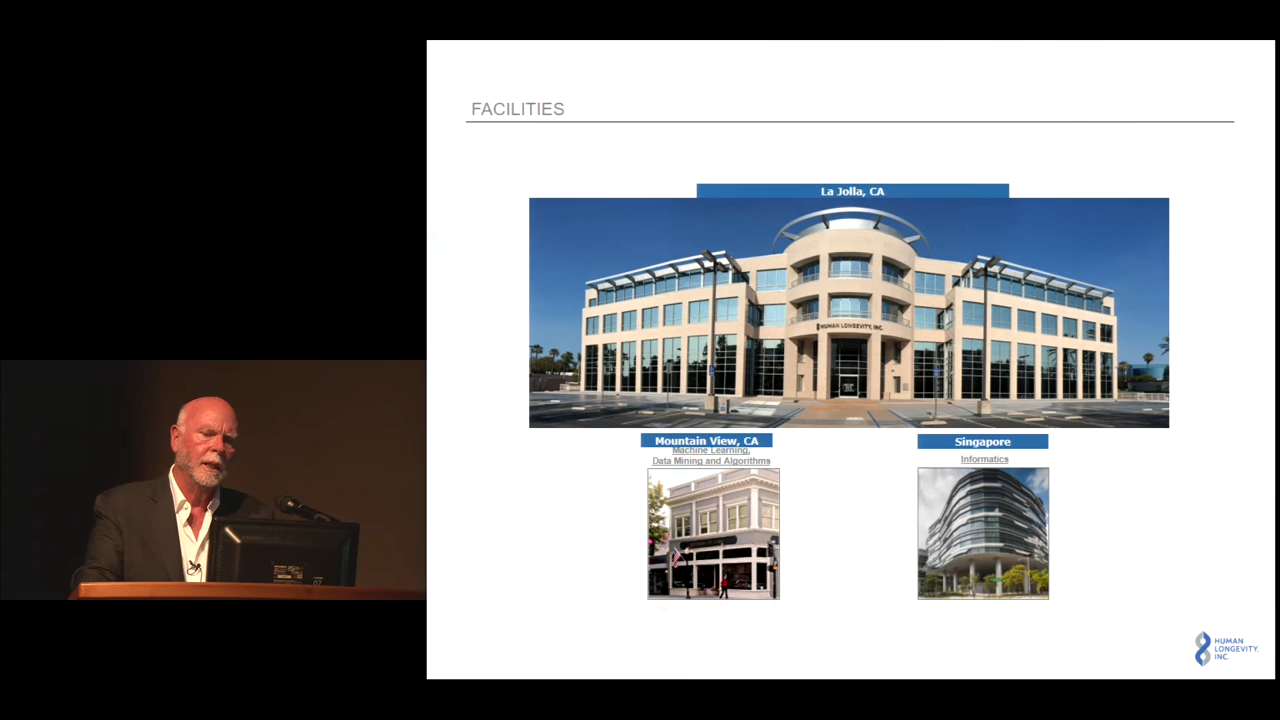 FACILITIES
La Jolla, CA
HUMAN LONGEVITY, INC.
Mountain View, CA
Machine Learning,
Data Mining and Algorithms
Singapore
Informatics
HUMAN
LONGEVITY,
INC.